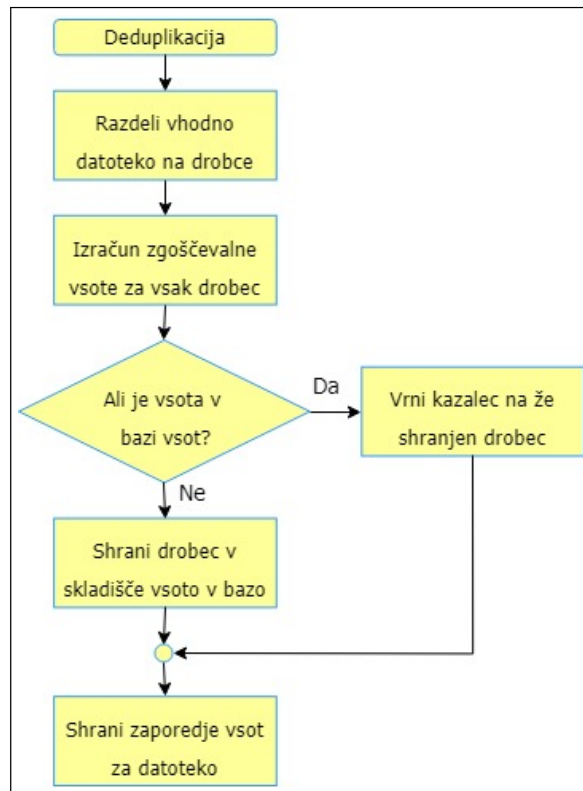 Deduplikacija
Razdeli vhodno
datoteko na drobce
Izračun zgoščevalne
vsote za vsak drobec
Ali je vsota v
bazi vsot?
Da
Vrni kazalec na že
shranjen drobec
Ne
Shrani drobec v
skladišče vsoto v bazo
Shrani zaporedje vsot
za datoteko